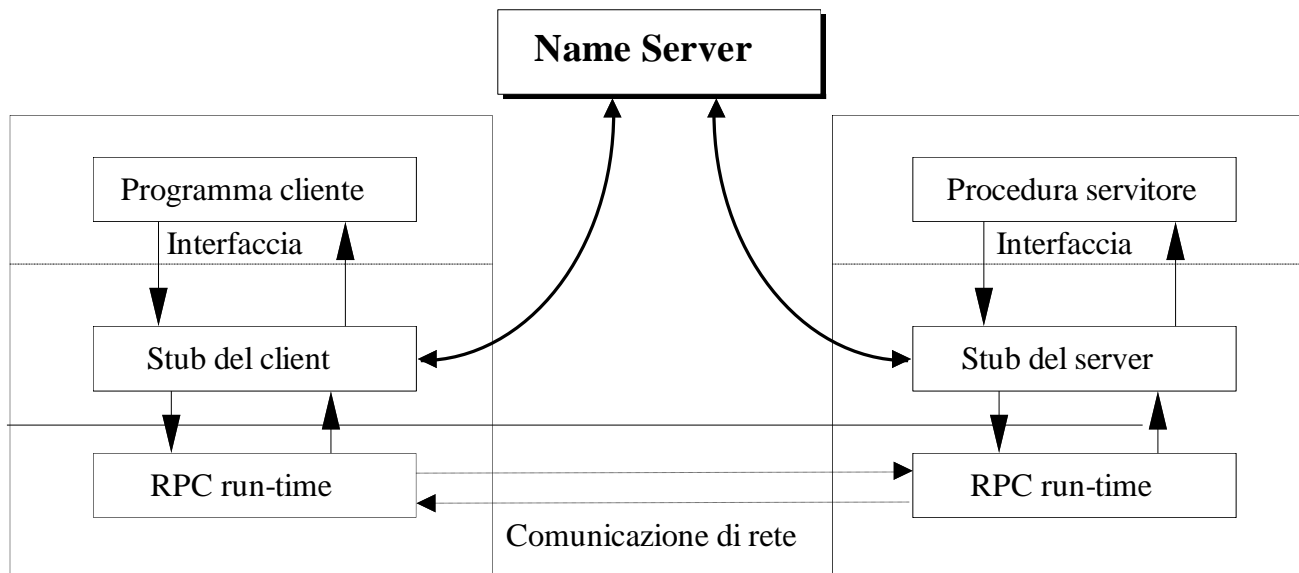 Name Server
Programma cliente
Procedura servitore
Interfaccia
Interfaccia
Stub del client
Stub del server
RPC run-time
RPC run-time
Comunicazione di rete